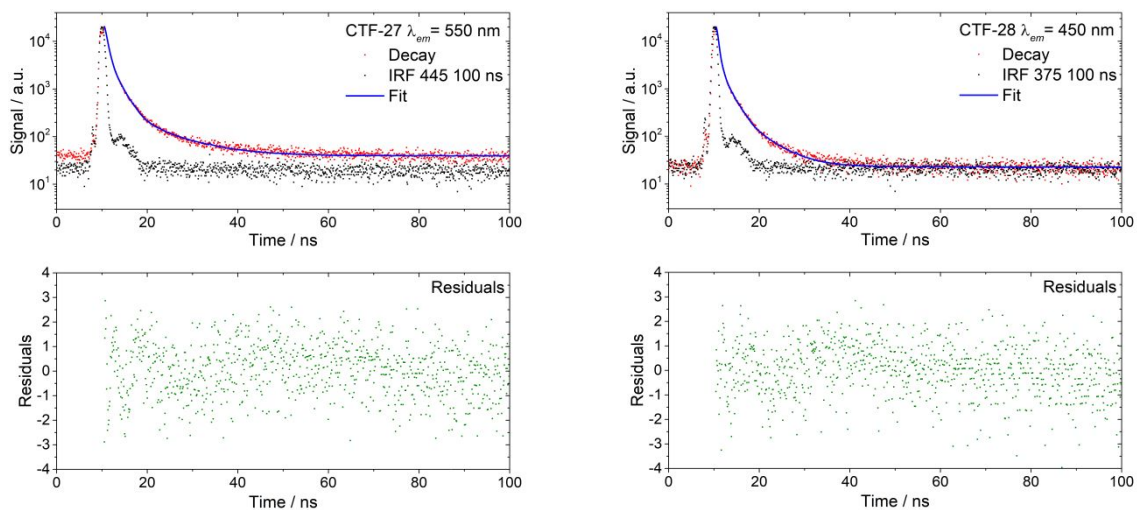 CTF-27 λem= 550 nm
Decay
IRF 445 100 ns
Fit
Signal / a.u.
10⁴
10³
10²
10¹
0 20 40 60 80 100
Time / ns
CTF-28 λem= 450 nm
Decay
IRF 375 100 ns
Fit
Signal / a.u.
10⁴
10³
10²
10¹
0 20 40 60 80 100
Time / ns
Residuals
Residuals
4
3
2
1
0
-1
-2
-3
-4
0 20 40 60 80 100
Time / ns
Residuals
Residuals
4
3
2
1
0
-1
-2
-3
-4
0 20 40 60 80 100
Time / ns